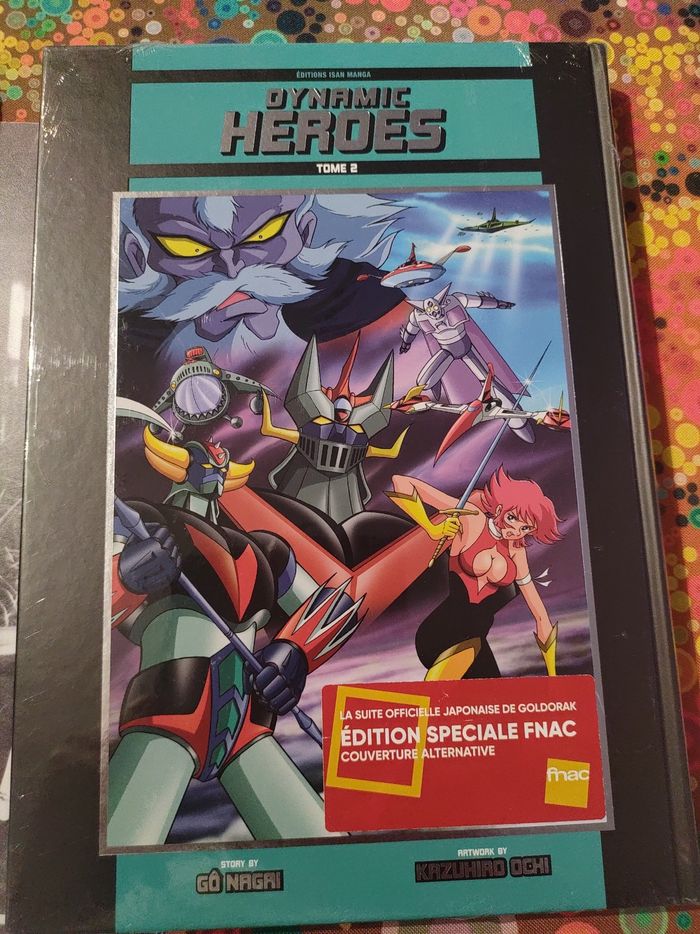 ÉDITIONS ISAN MANGA
DYNAMIC
HEROES
TOME 2
LA SUITE OFFICIELLE JAPONAISE DE GOLDORAK
ÉDITION SPECIALE FNAC
COUVERTURE ALTERNATIVE
fnac
STORY BY
GÔ NAGAI
ARTWORK BY
KAZUHIRO OCHI